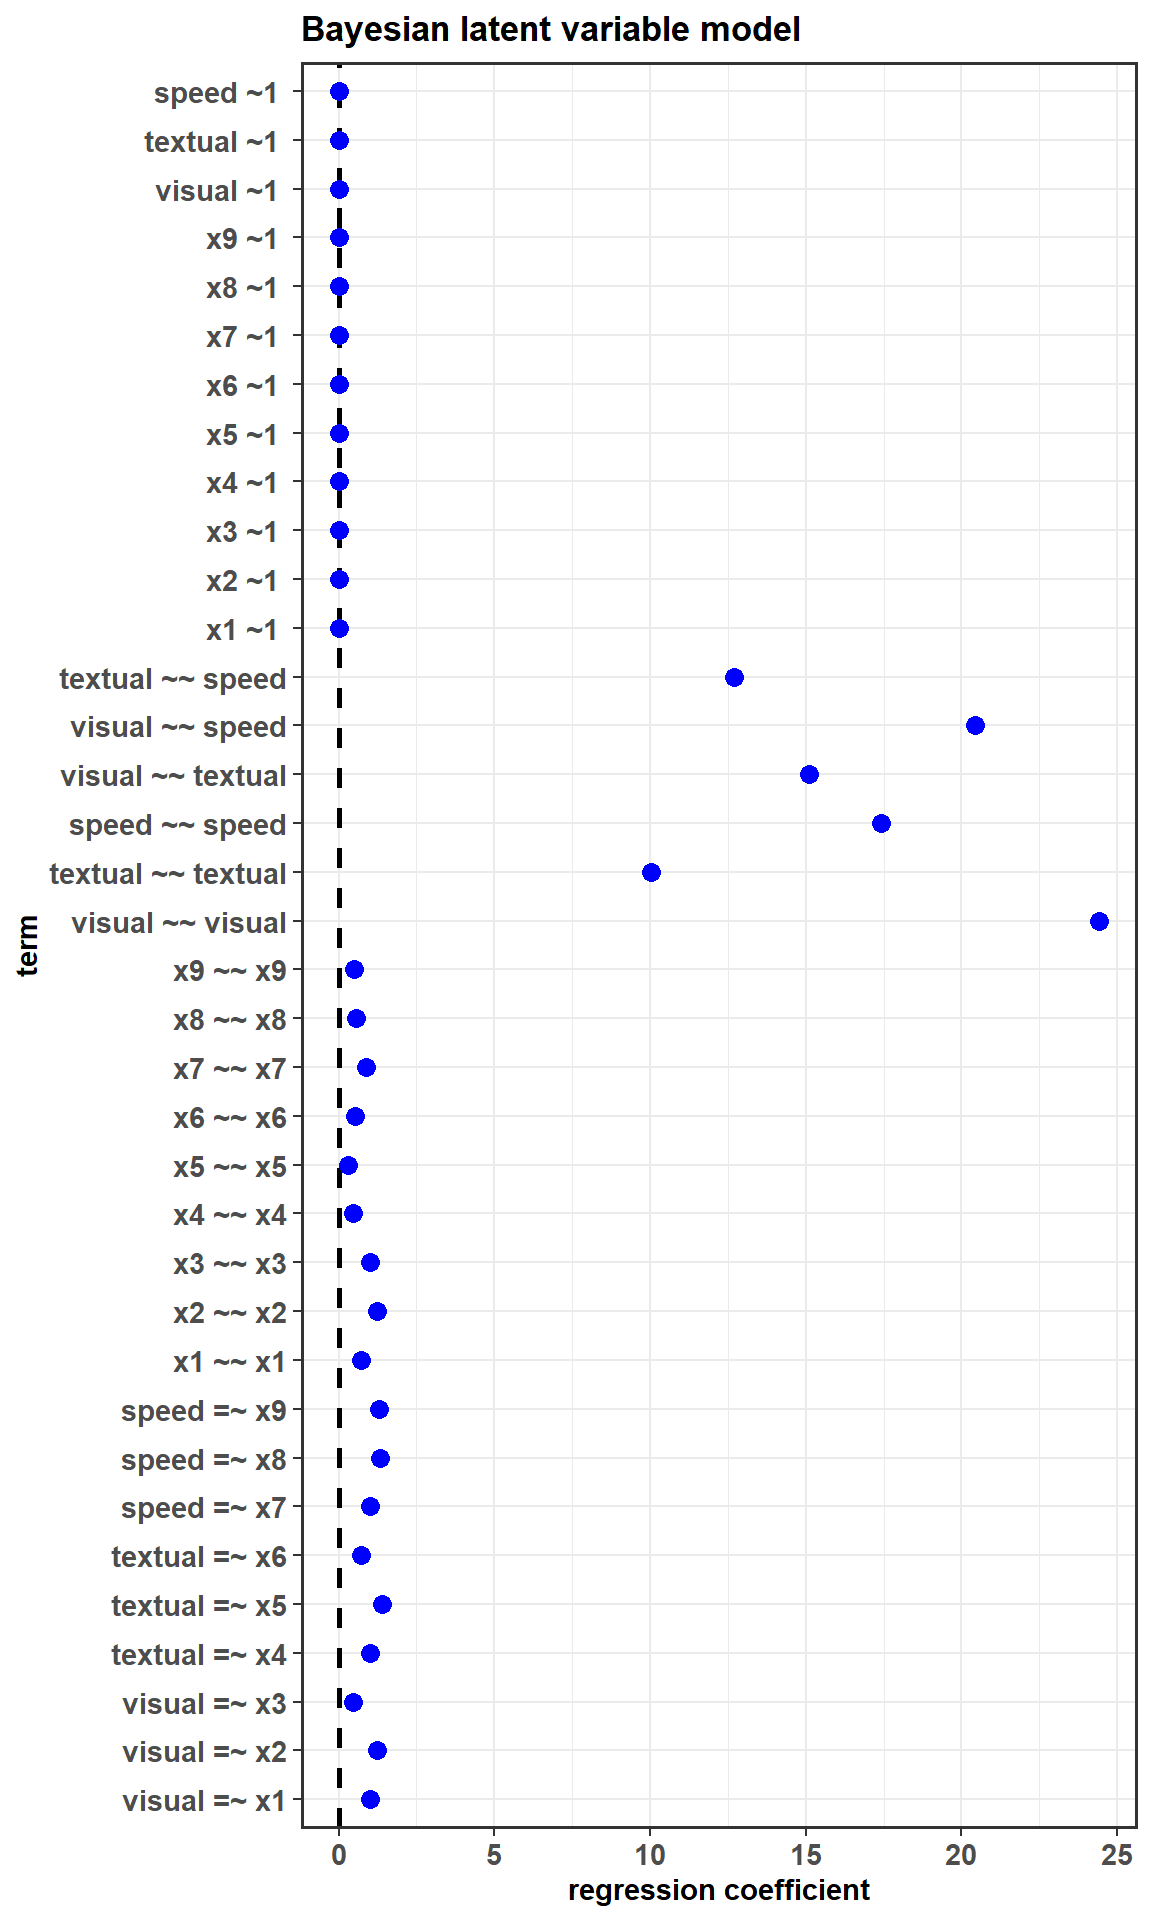 Bayesian latent variable model
speed ~1
textual ~1
visual ~1
x9 ~1
x8 ~1
x7 ~1
x6 ~1
x5 ~1
x4 ~1
x3 ~1
x2 ~1
x1 ~1
textual ~~ speed
visual ~~ speed
visual ~~ textual
speed ~~ speed
textual ~~ textual
visual ~~ visual
x9 ~~ x9
x8 ~~ x8
x7 ~~ x7
x6 ~~ x6
x5 ~~ x5
x4 ~~ x4
x3 ~~ x3
x2 ~~ x2
x1 ~~ x1
speed =~ x9
speed =~ x8
speed =~ x7
textual =~ x6
textual =~ x5
textual =~ x4
visual =~ x3
visual =~ x2
visual =~ x1
term
0 5 10 15 20 25
regression coefficient